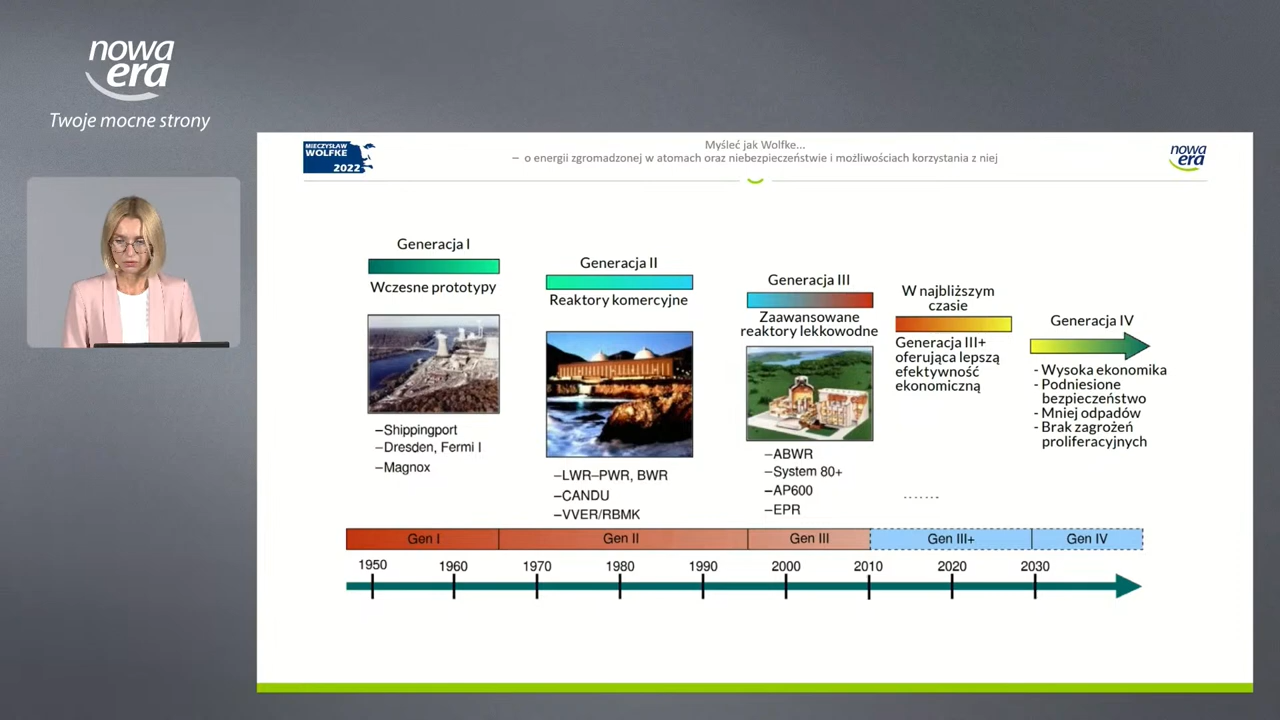 nowa
era
Twoje mocne strony
MIECZYSŁAW
WOLFKE
2022
Myśleć jak Wolfke...
– o energii zgromadzonej w atomach oraz niebezpieczeństwie i możliwościach korzystania z niej
nowa
era
Generacja I
Wczesne prototypy
–Shippingport
–Dresden, Fermi I
–Magnox
Generacja II
Reaktory komercyjne
–LWR–PWR, BWR
–CANDU
–VVER/RBMK
Generacja III
Zaawansowane
reaktory lekkowodne
–ABWR
–System 80+
–AP600
–EPR
W najbliższym
czasie
Generacja III+
oferująca lepszą
efektywność
ekonomiczną
.......
Generacja IV
- Wysoka ekonomika
- Podniesione
bezpieczeństwo
- Mniej odpadów
- Brak zagrożeń
proliferacyjnych
Gen I Gen II Gen III Gen III+ Gen IV
1950 1960 1970 1980 1990 2000 2010 2020 2030